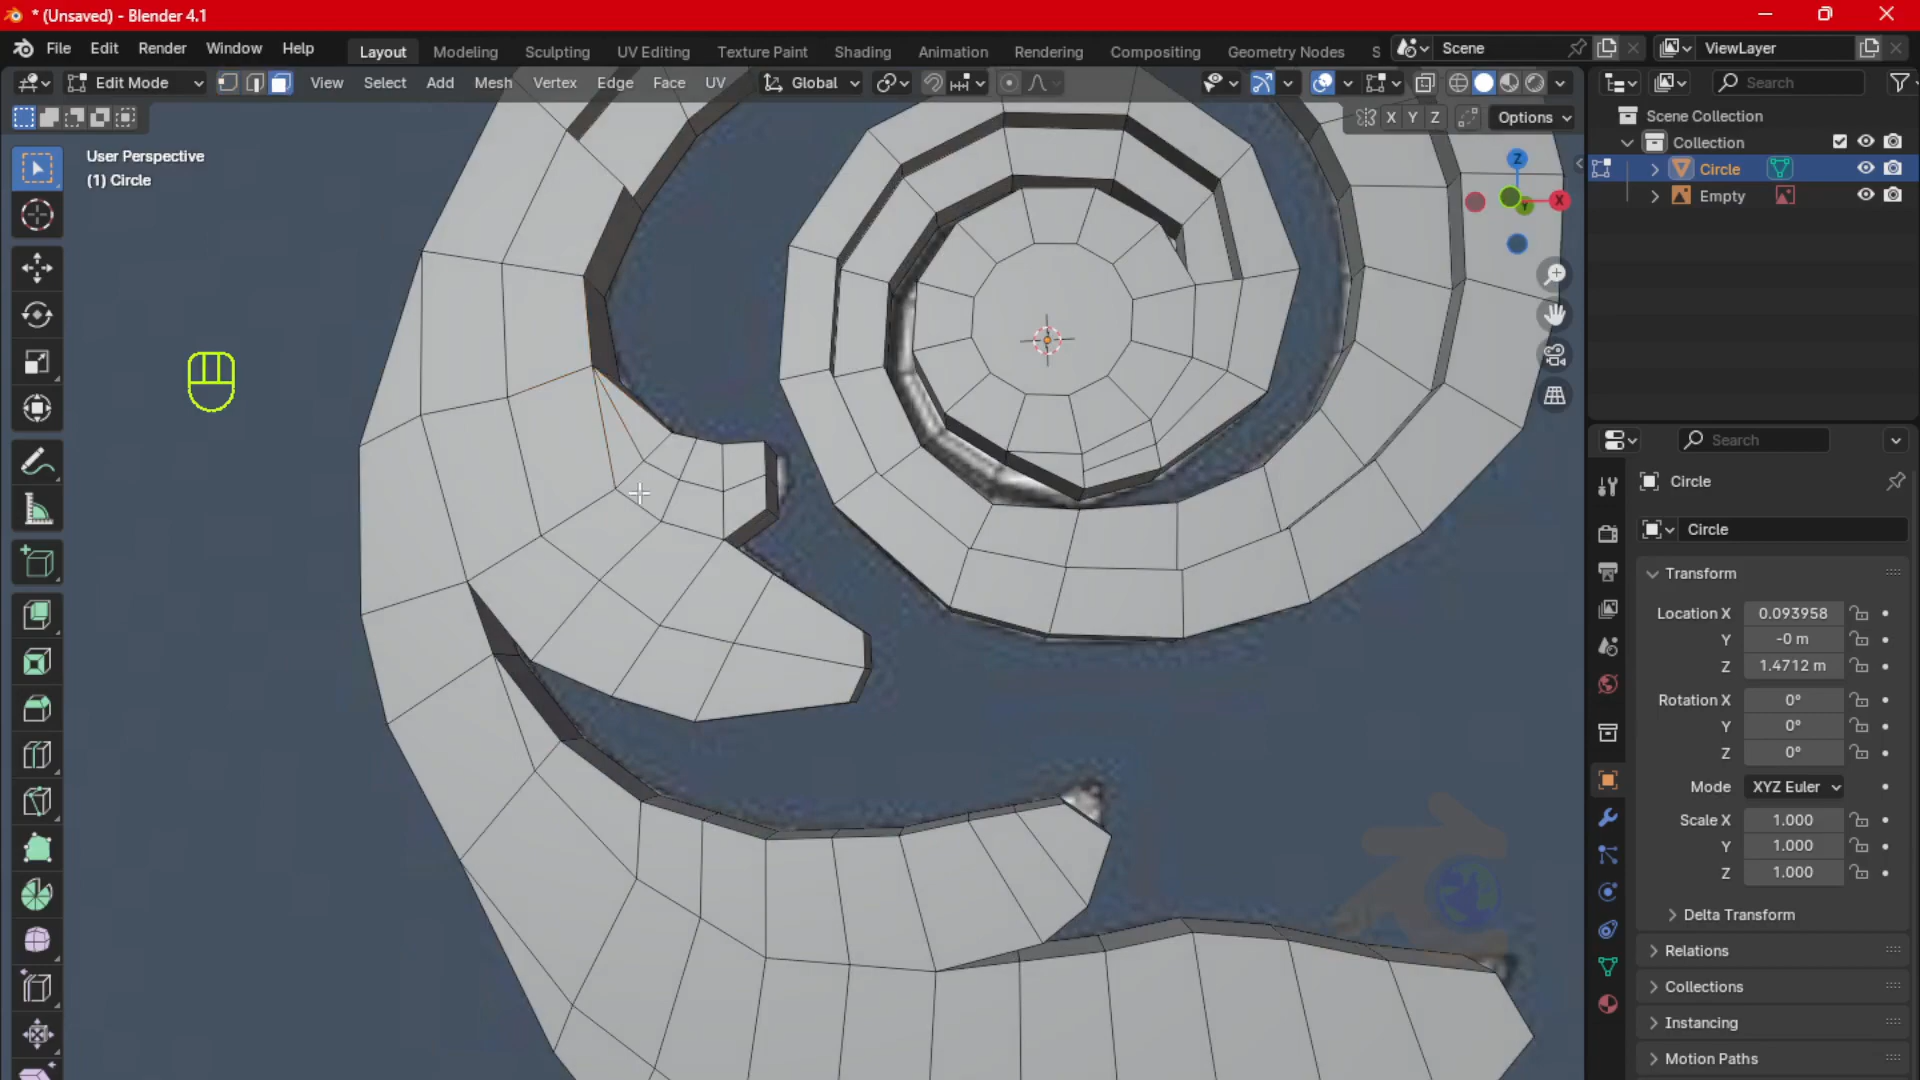 * (Unsaved) - Blender 4.1
File Edit Render Window Help Layout Modeling Sculpting UV Editing Texture Paint Shading Animation Rendering Compositing Geometry Nodes S Scene ViewLayer
Edit Mode View Select Add Mesh Vertex Edge Face UV Global Search
X Y Z Options
Scene Collection
Collection
Circle
Empty
User Perspective
(1) Circle
Z
X
Y
Search
Circle
Circle
Transform
Location X 0.093958
Y -0 m
Z 1.4712 m
Rotation X 0°
Y 0°
Z 0°
Mode XYZ Euler
Scale X 1.000
Y 1.000
Z 1.000
Delta Transform
Relations
Collections
Instancing
Motion Paths